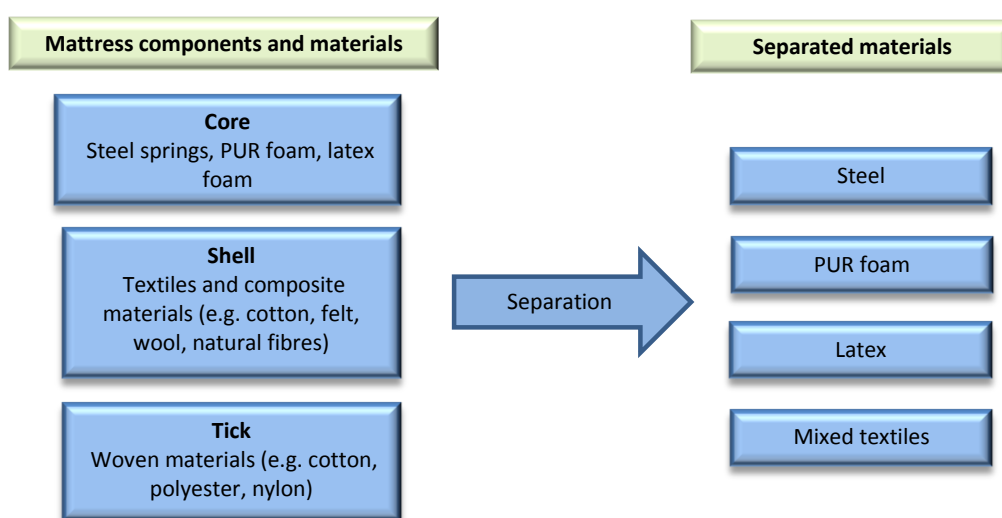 Mattress components and materials
Core
Steel springs, PUR foam, latex
foam
Shell
Textiles and composite
materials (e.g. cotton, felt,
wool, natural fibres)
Tick
Woven materials (e.g. cotton,
polyester, nylon)
Separation
Separated materials
Steel
PUR foam
Latex
Mixed textiles